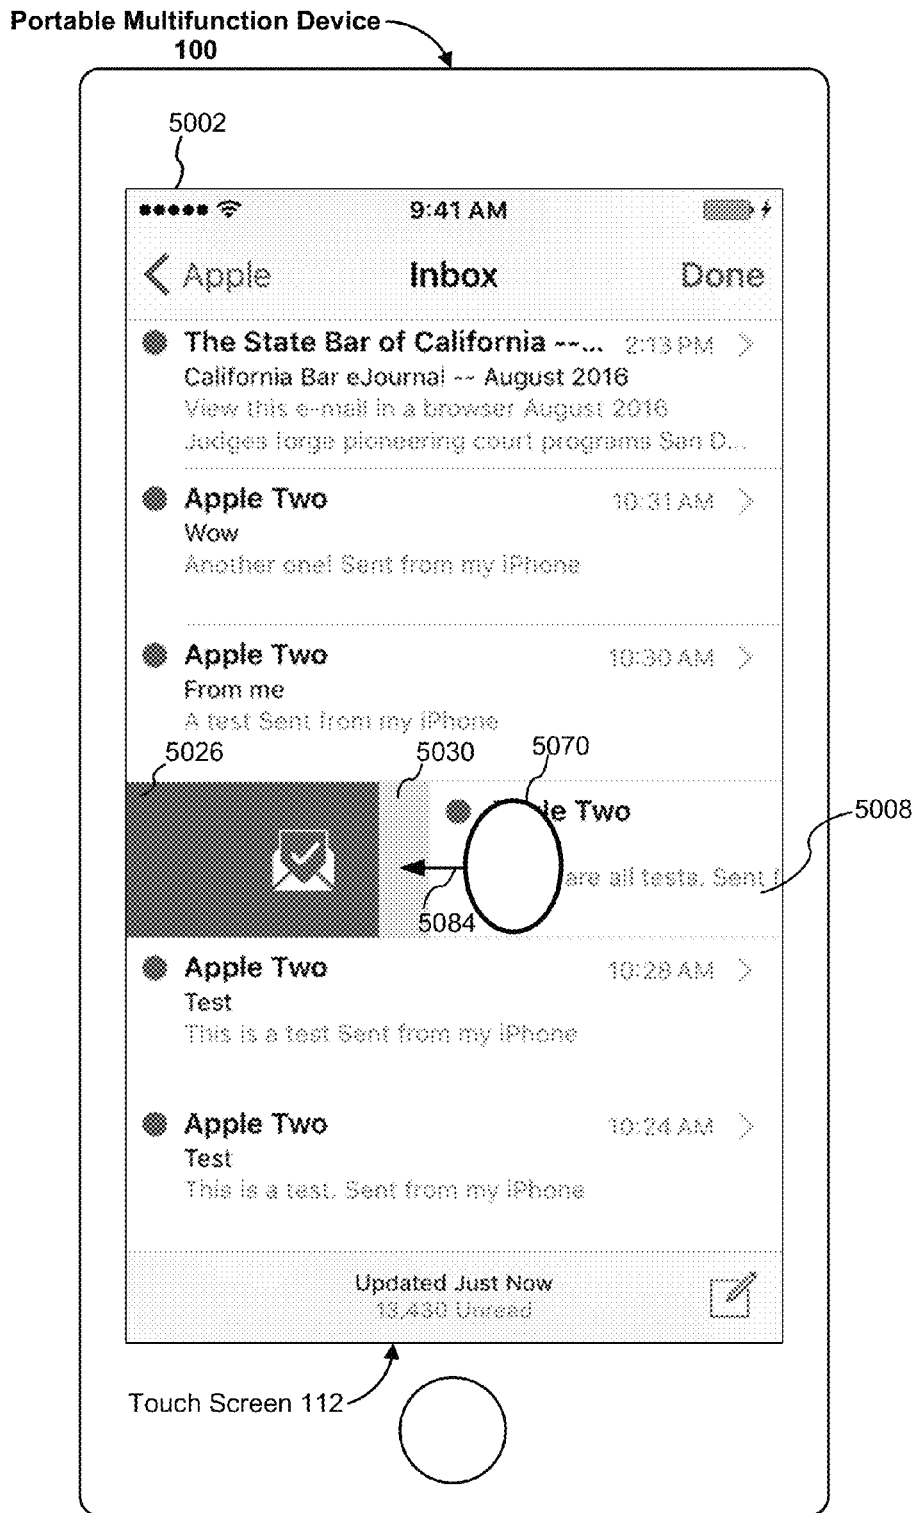 Portable Multifunction Device
100
5002
9:41 AM
Apple Inbox Done
The State Bar of California --... 2:13 PM
California Bar eJournal -- August 2016
View this e-mail in a browser August 2016
Judges forge pioneering court programs San D...
Apple Two 10:31 AM
Wow
Another one! Sent from my iPhone
Apple Two 10:30 AM
From me
A test Sent from my iPhone
5026 5030 5070
Two
5008
are all tests. Sent
5084
Apple Two 10:28 AM
Test
This is a test Sent from my iPhone
Apple Two 10:24 AM
Test
This is a test. Sent from my iPhone
Updated Just Now
13,430 Unread
Touch Screen 112